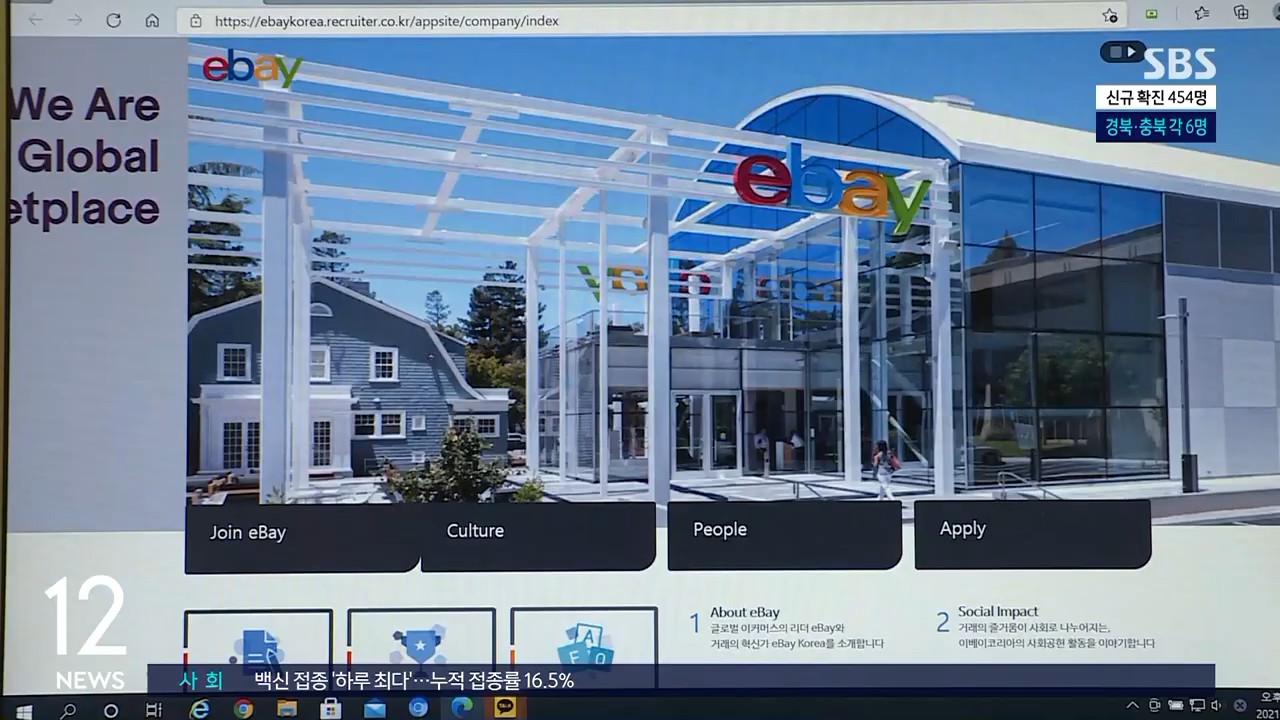 https://ebaykorea.recruiter.co.kr/appsite/company/index
SBS
신규 확진 454명
경북·충북 각 6명
We Are
Global
etplace
ebay
ebay
Join eBay
Culture
People
Apply
1 About eBay
글로벌 이커머스의 리더 eBay와
거래의 혁신가 eBay Korea를 소개합니다
2 Social Impact
거래의 즐거움이 사회로 나누어지는,
이베이코리아의 사회공헌 활동을 이야기합니다
A
F
Q
12
NEWS
사회 백신 접종 '하루 최다'…누적 접종률 16.5%
TALK
오후
2021